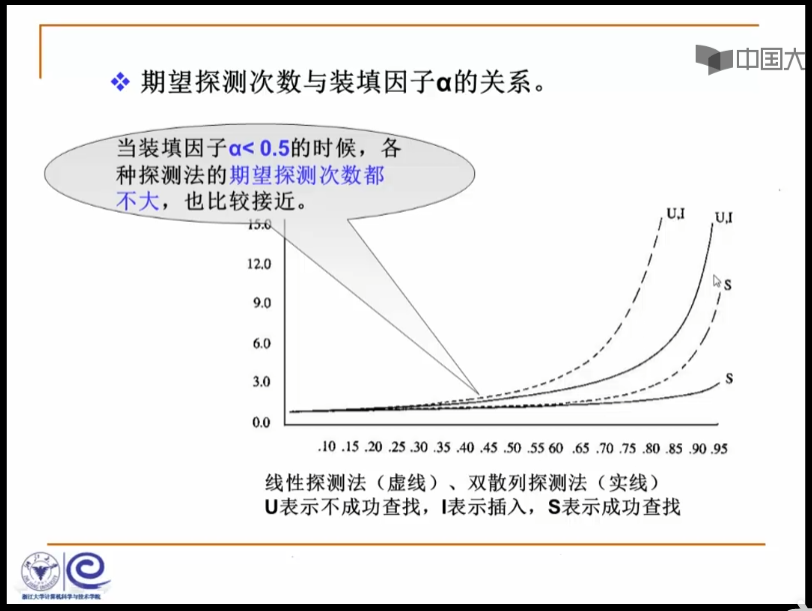 中国大
期望探测次数与装填因子α的关系。
当装填因子α< 0.5的时候，各
种探测法的期望探测次数都
不大，也比较接近。
U,I
U,I
S
S
15.0
12.0
9.0
6.0
3.0
0.0
.10 .15 .20 .25 .30 .35 .40 .45 .50 .55 60 .65 .70 .75 .80 .85 .90 .95
线性探测法（虚线）、双散列探测法（实线）
U表示不成功查找，I表示插入，S表示成功查找
浙江大学计算机科学与技术学院